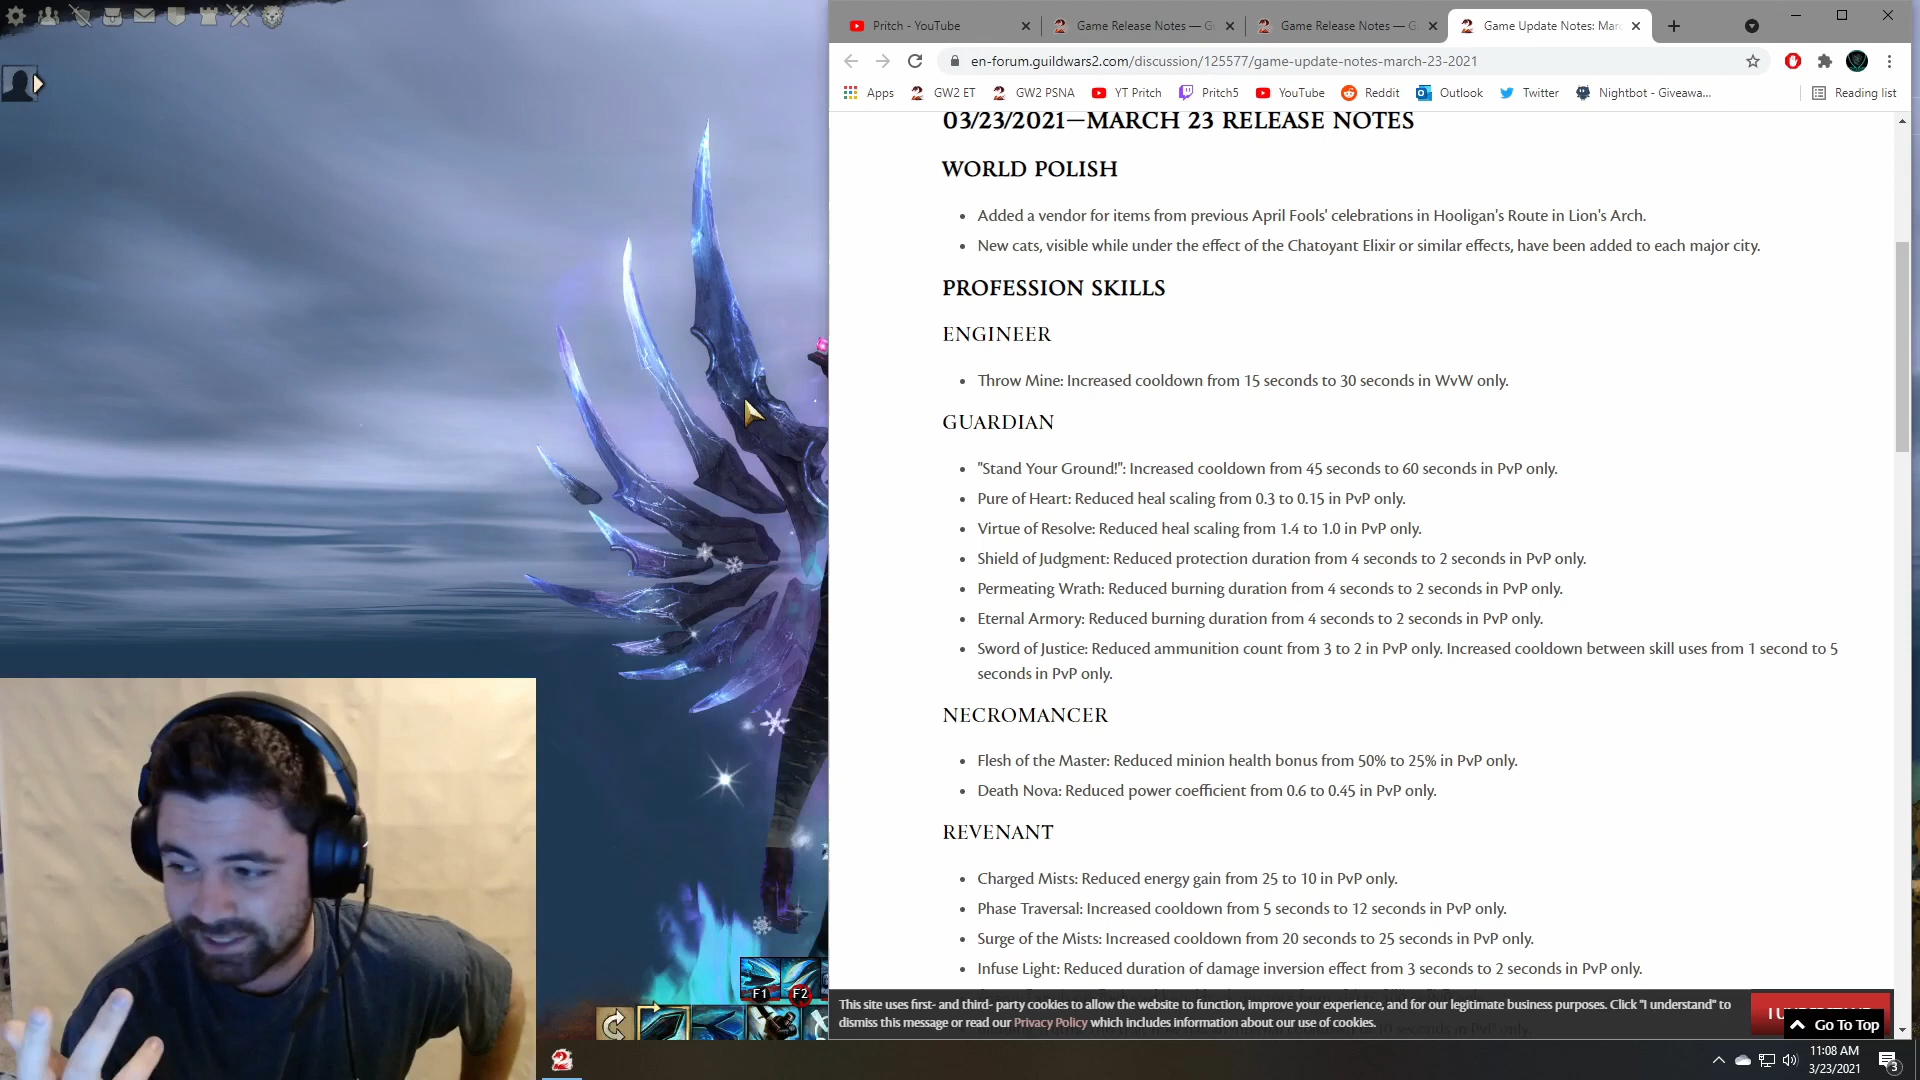 Pritch - YouTube
Game Release Notes — G
Game Release Notes — G
Game Update Notes: Mar
en-forum.guildwars2.com/discussion/125577/game-update-notes-march-23-2021
Apps
GW2 ET
GW2 PSNA
YT Pritch
Pritch5
YouTube
Reddit
Outlook
Twitter
Nightbot - Giveawa...
Reading list
03/23/2021—MARCH 23 RELEASE NOTES
WORLD POLISH
• Added a vendor for items from previous April Fools' celebrations in Hooligan's Route in Lion's Arch.
• New cats, visible while under the effect of the Chatoyant Elixir or similar effects, have been added to each major city.
PROFESSION SKILLS
ENGINEER
• Throw Mine: Increased cooldown from 15 seconds to 30 seconds in WvW only.
GUARDIAN
• "Stand Your Ground!": Increased cooldown from 45 seconds to 60 seconds in PvP only.
• Pure of Heart: Reduced heal scaling from 0.3 to 0.15 in PvP only.
• Virtue of Resolve: Reduced heal scaling from 1.4 to 1.0 in PvP only.
• Shield of Judgment: Reduced protection duration from 4 seconds to 2 seconds in PvP only.
• Permeating Wrath: Reduced burning duration from 4 seconds to 2 seconds in PvP only.
• Eternal Armory: Reduced burning duration from 4 seconds to 2 seconds in PvP only.
• Sword of Justice: Reduced ammunition count from 3 to 2 in PvP only. Increased cooldown between skill uses from 1 second to 5
seconds in PvP only.
NECROMANCER
• Flesh of the Master: Reduced minion health bonus from 50% to 25% in PvP only.
• Death Nova: Reduced power coefficient from 0.6 to 0.45 in PvP only.
REVENANT
• Charged Mists: Reduced energy gain from 25 to 10 in PvP only.
• Phase Traversal: Increased cooldown from 5 seconds to 12 seconds in PvP only.
• Surge of the Mists: Increased cooldown from 20 seconds to 25 seconds in PvP only.
• Infuse Light: Reduced duration of damage inversion effect from 3 seconds to 2 seconds in PvP only.
This site uses first- and third- party cookies to allow the website to function, improve your experience, and for our legitimate business purposes. Click "I understand" to
dismiss this message or read our Privacy Policy which includes information about our use of cookies.
Go To Top
F1
F2
11:08 AM
3/23/2021
3